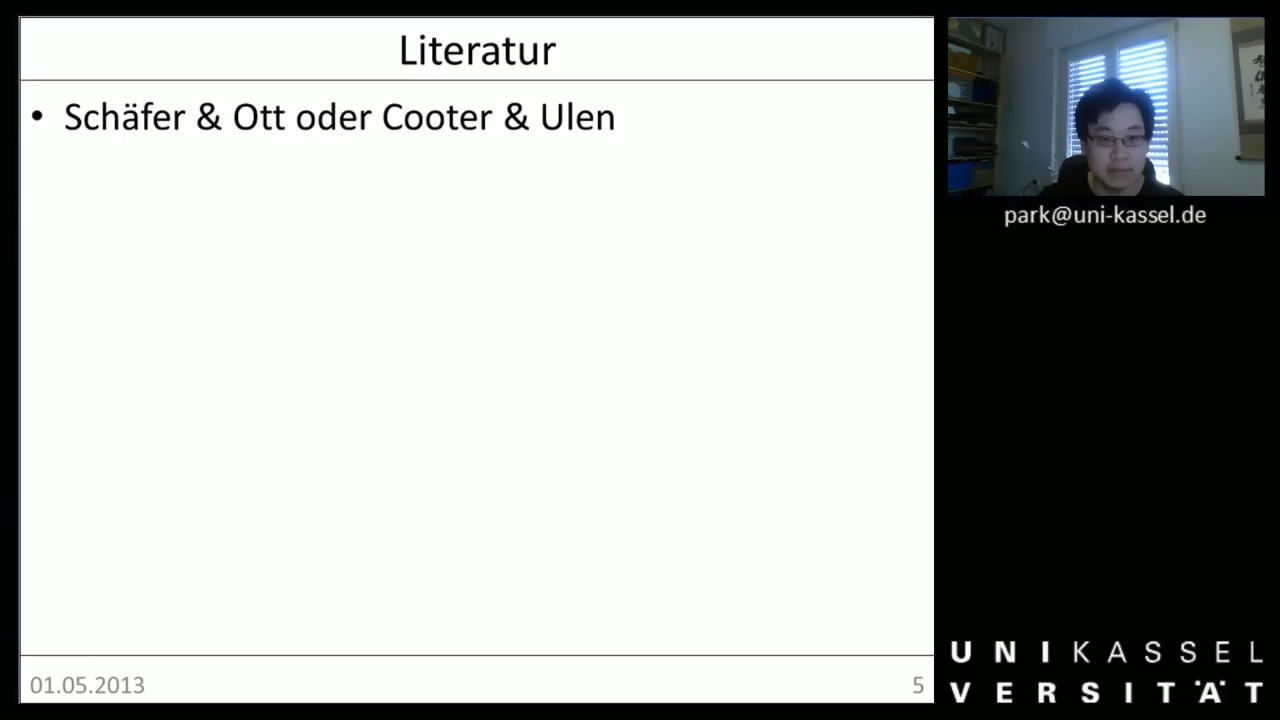 Literatur
• Schäfer & Ott oder Cooter & Ulen
01.05.2013
5
park@uni-kassel.de
UNIKASSEL
VERSITÄT